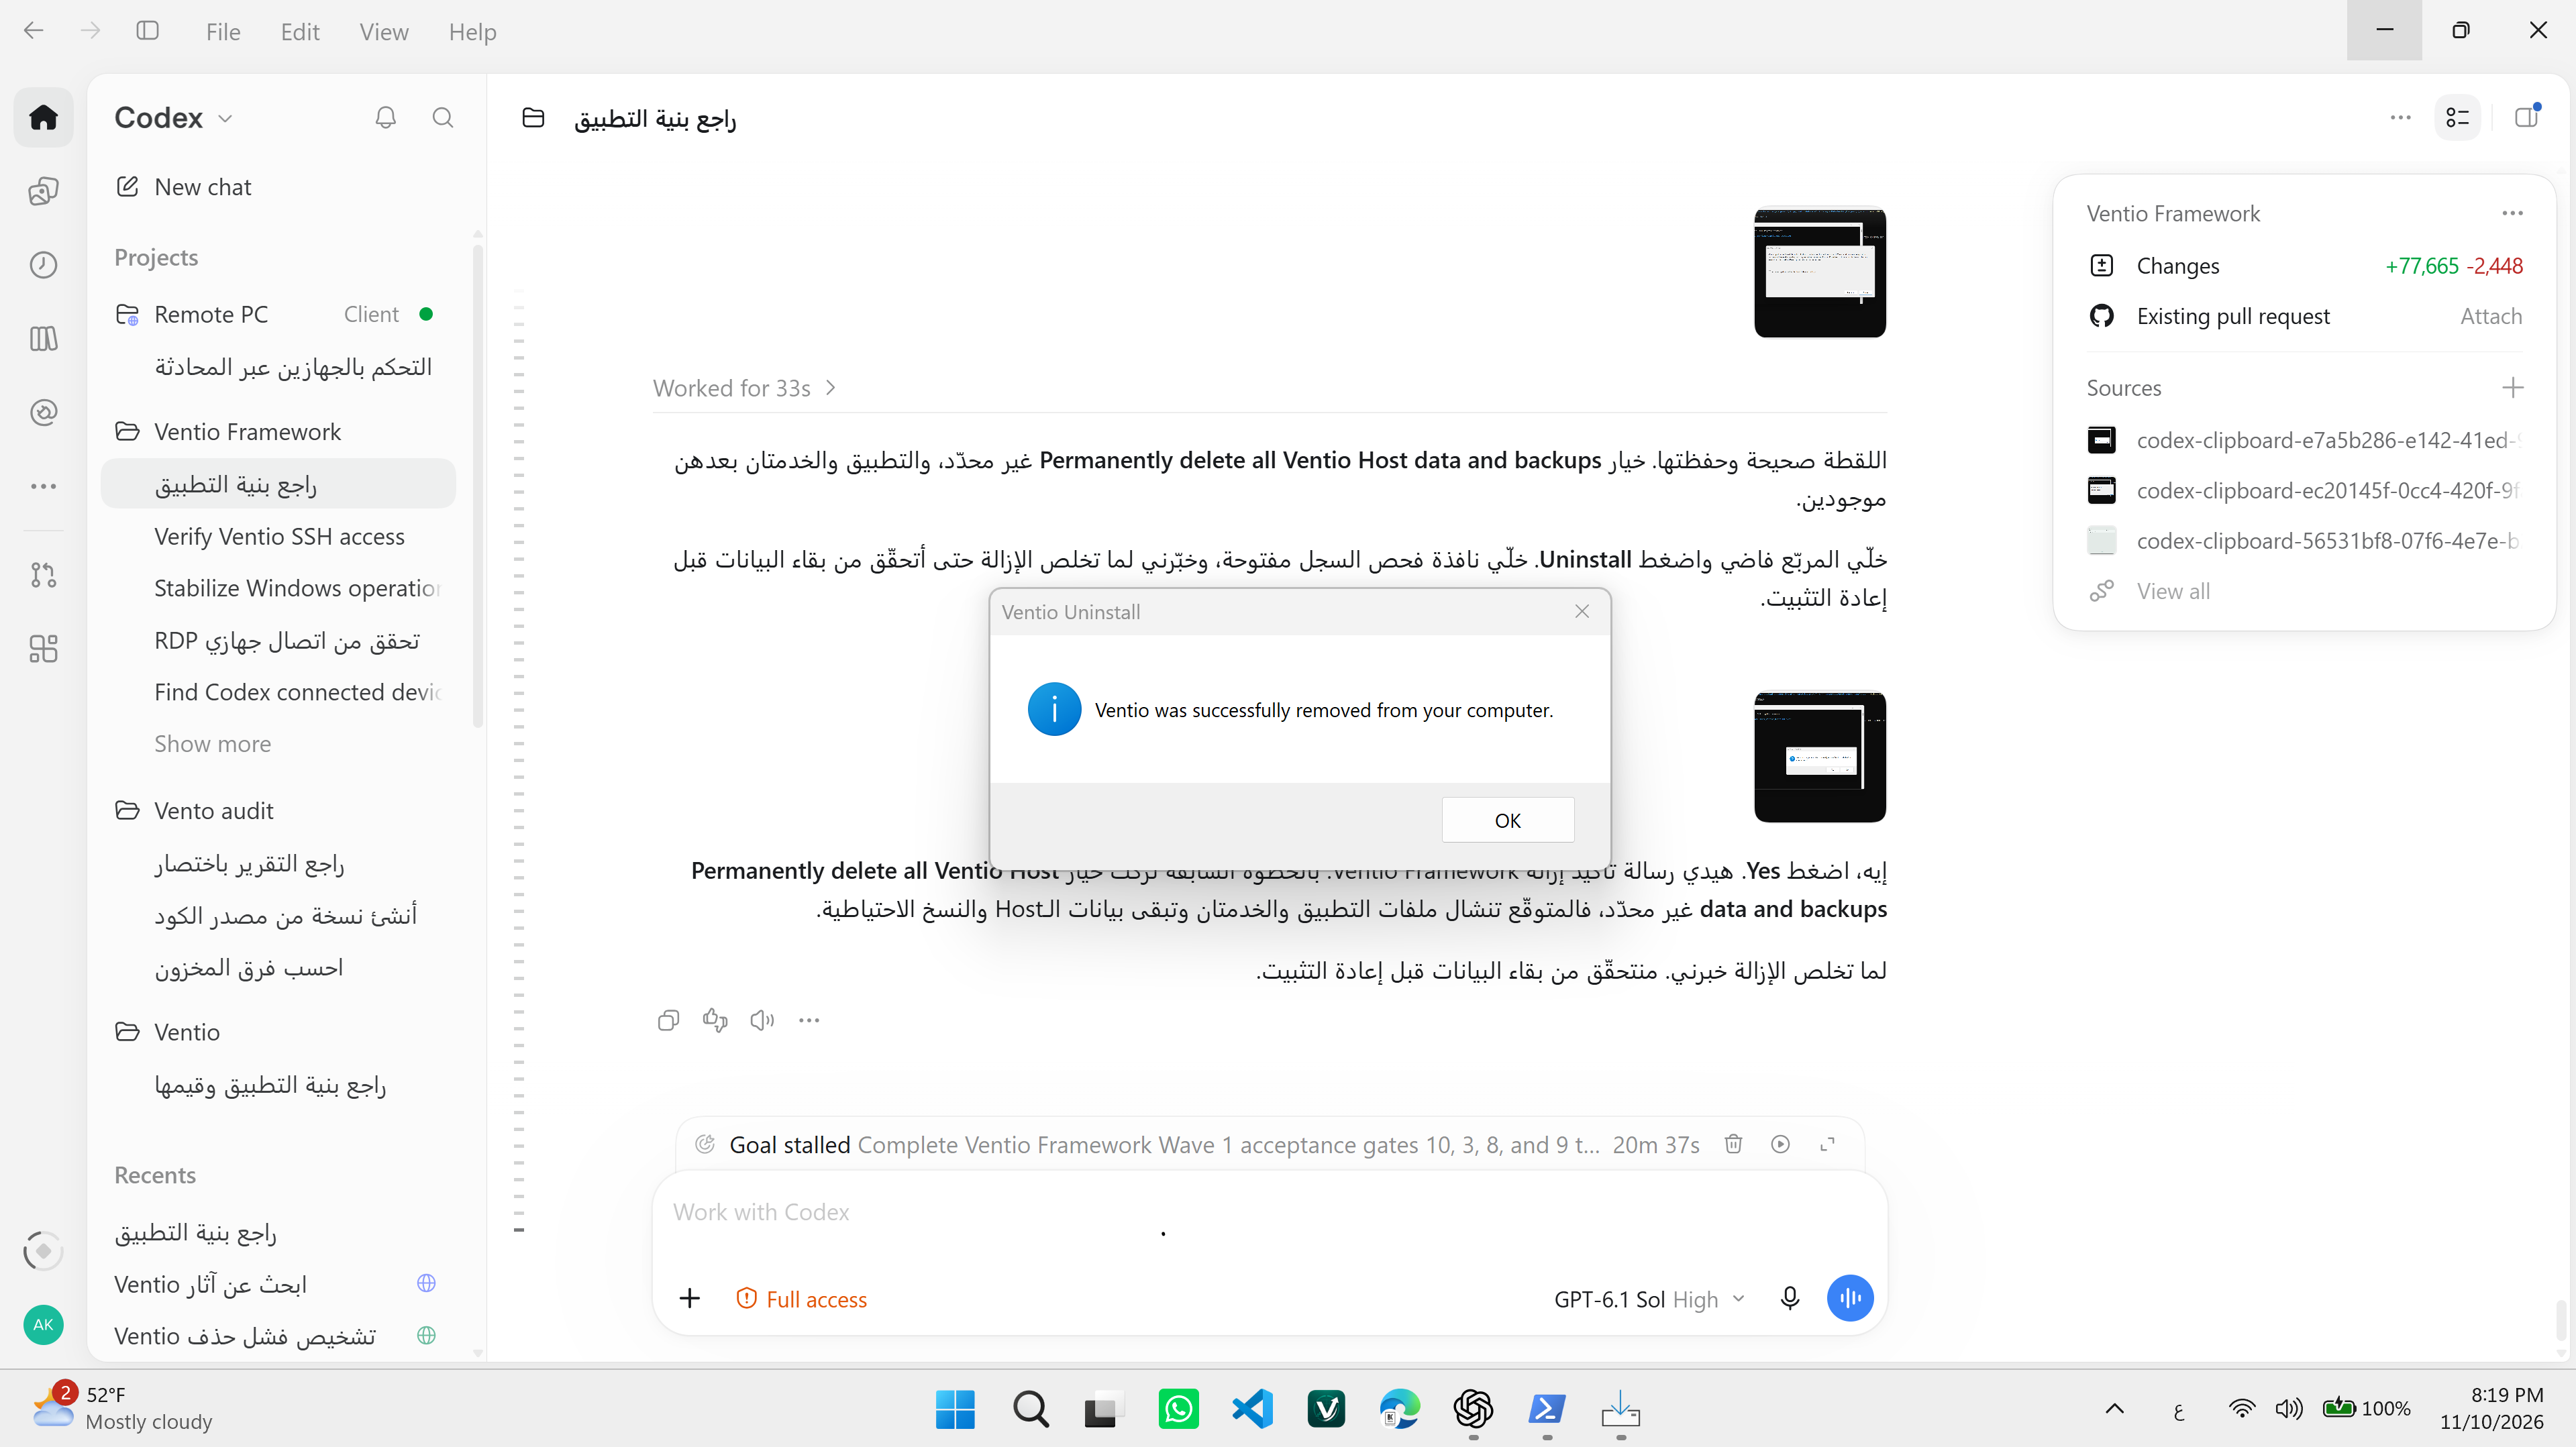 File Edit View Help
Codex
New chat
Projects
Remote PC Client
التحكم بالجهازين عبر المحادثة
Ventio Framework
راجع بنية التطبيق
Verify Ventio SSH access
Stabilize Windows operation
تحقق من اتصال جهازي RDP
Find Codex connected devic
Show more
Vento audit
راجع التقرير باختصار
أنشئ نسخة من مصدر الكود
احسب فرق المخزون
Ventio
راجع بنية التطبيق وقيمها
Recents
راجع بنية التطبيق
ابحث عن آثار Ventio
تشخيص فشل حذف Ventio
AK
راجع بنية التطبيق
Worked for 33s
اللقطة صحيحة وحفظتها. خيار Permanently delete all Ventio Host data and backups غير محدّد، والتطبيق والخدمتان بعدهن
موجودين.
خلّي المربّع فاضي واضغط Uninstall. خلّي نافذة فحص السجل مفتوحة، وخبّرني لما تخلص الإزالة حتى أتحقّق من بقاء البيانات قبل
إعادة التثبيت.
Ventio Uninstall
Ventio was successfully removed from your computer.
OK
إيه، اضغط Yes. هيدي رسالة تأكيد إزالة Ventio Framework. بالخطوة السابقة تركت خيار Permanently delete all Ventio Host
data and backups غير محدّد، فالمتوقّع تنشال ملفات التطبيق والخدمتان وتبقى بيانات الـHost والنسخ الاحتياطية.
لما تخلص الإزالة خبرني. منتحقّق من بقاء البيانات قبل إعادة التثبيت.
Goal stalled Complete Ventio Framework Wave 1 acceptance gates 10, 3, 8, and 9 t... 20m 37s
Work with Codex
Full access
GPT-6.1 Sol High
Ventio Framework
Changes +77,665 -2,448
Existing pull request Attach
Sources
codex-clipboard-e7a5b286-e142-41ed-9
codex-clipboard-ec20145f-0cc4-420f-9f
codex-clipboard-56531bf8-07f6-4e7e-b
View all
2
52°F
Mostly cloudy
ع
100%
8:19 PM
11/10/2026